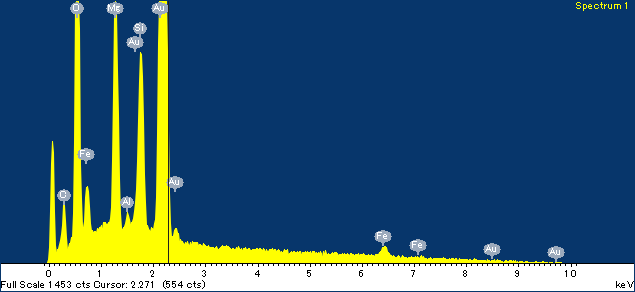 Spectrum 1
O Mg Au
Si
Au
Fe Au
Al
Fe Fe Au Au
0 1 2 3 4 5 6 7 8 9 10
Full Scale 1453 cts Cursor: 2.271 (554 cts) keV